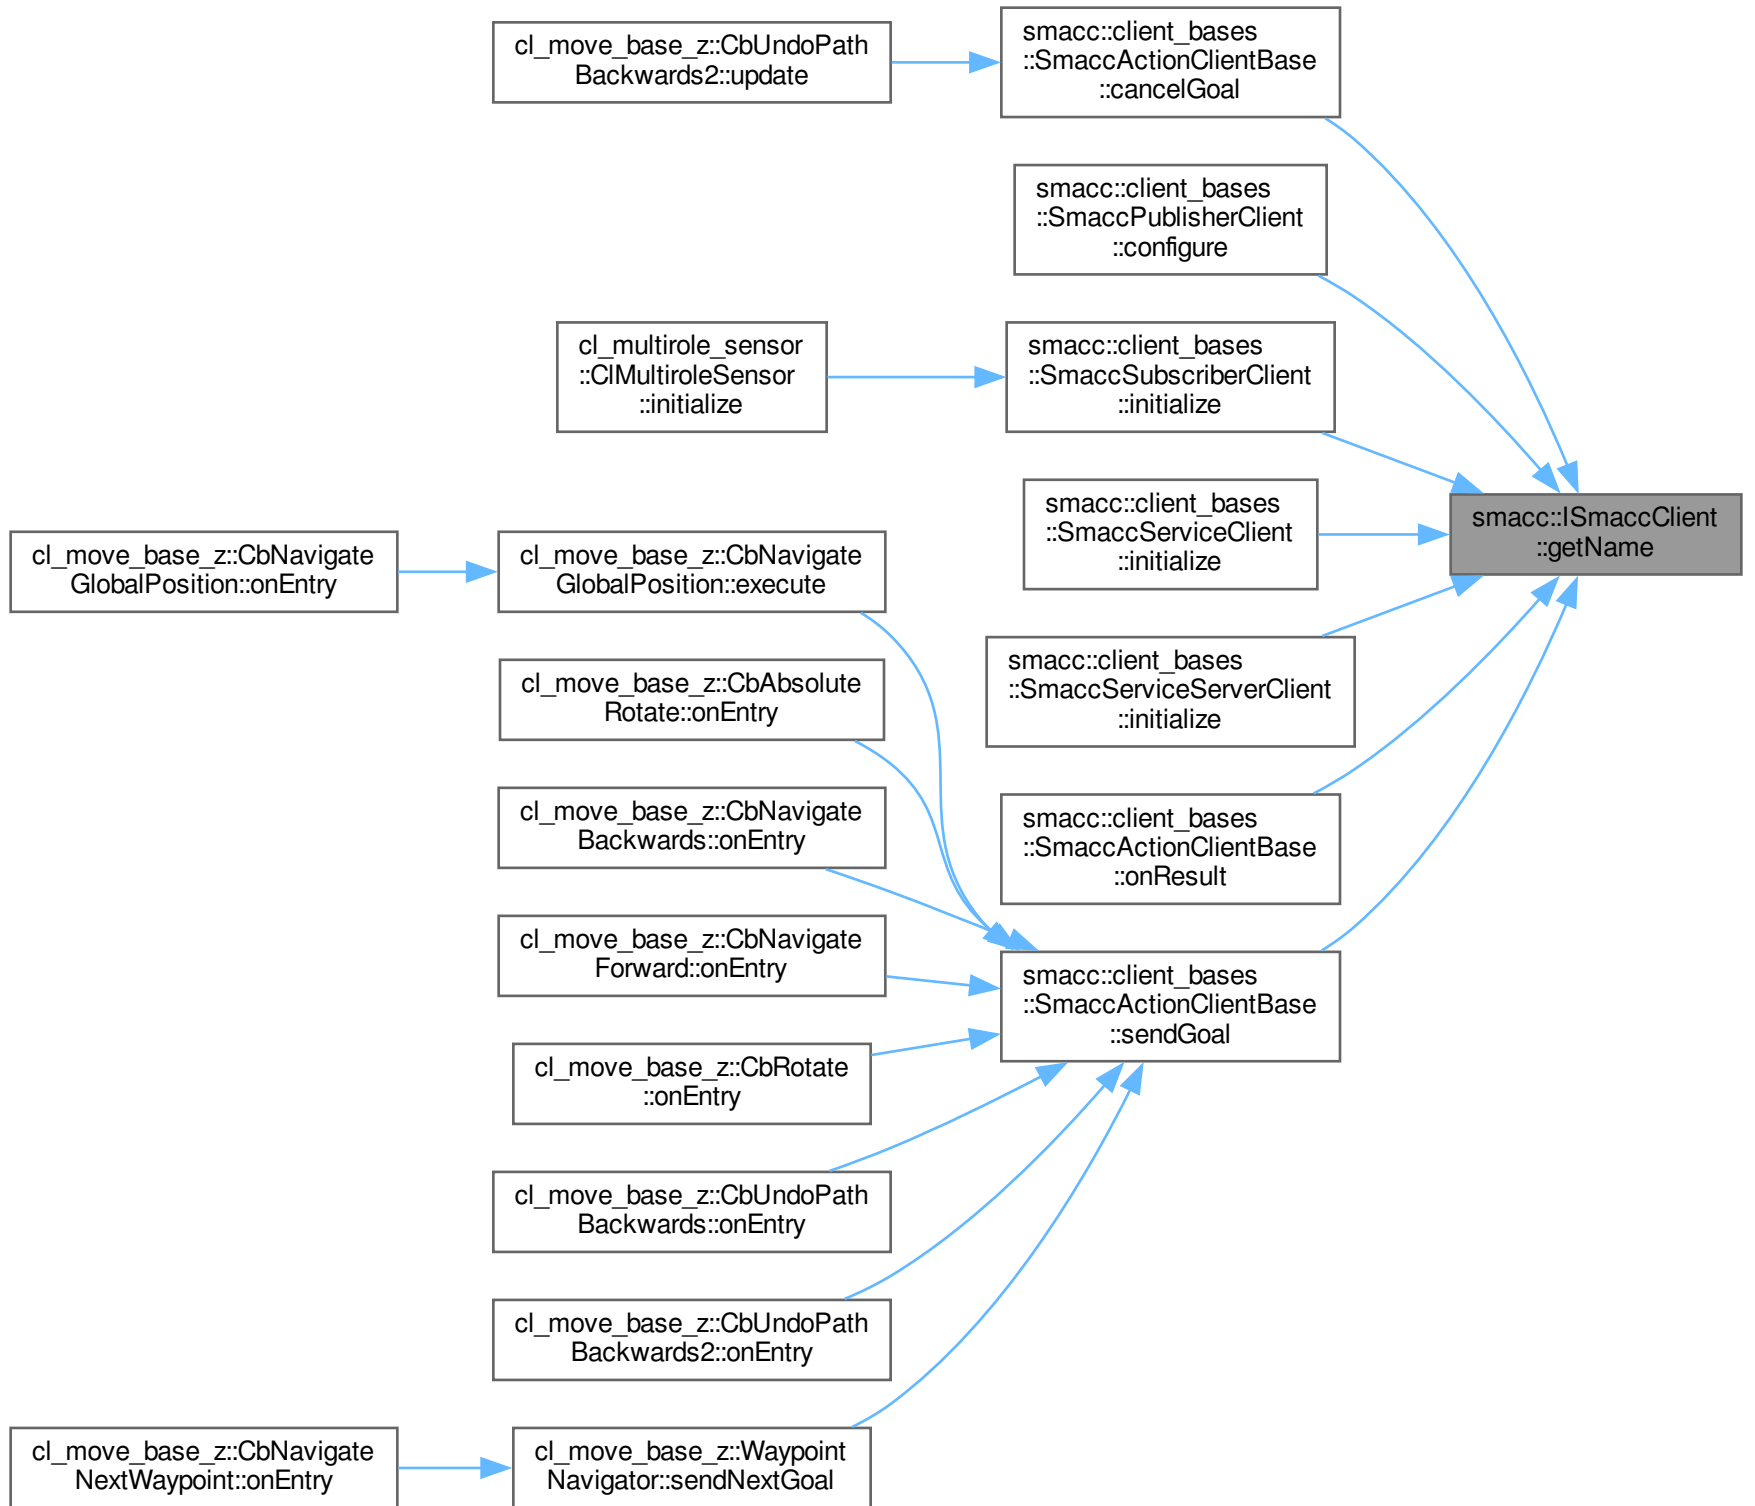 cl_move_base_z::CbUndoPath
Backwards2::update
smacc::client_bases
::SmaccActionClientBase
::cancelGoal
smacc::client_bases
::SmaccPublisherClient
::configure
cl_multirole_sensor
::ClMultiroleSensor
::initialize
smacc::client_bases
::SmaccSubscriberClient
::initialize
smacc::client_bases
::SmaccServiceClient
::initialize
smacc::ISmaccClient
::getName
cl_move_base_z::CbNavigate
GlobalPosition::onEntry
cl_move_base_z::CbNavigate
GlobalPosition::execute
smacc::client_bases
::SmaccServiceServerClient
::initialize
cl_move_base_z::CbAbsolute
Rotate::onEntry
cl_move_base_z::CbNavigate
Backwards::onEntry
smacc::client_bases
::SmaccActionClientBase
::onResult
cl_move_base_z::CbNavigate
Forward::onEntry
smacc::client_bases
::SmaccActionClientBase
::sendGoal
cl_move_base_z::CbRotate
::onEntry
cl_move_base_z::CbUndoPath
Backwards::onEntry
cl_move_base_z::CbUndoPath
Backwards2::onEntry
cl_move_base_z::CbNavigate
NextWaypoint::onEntry
cl_move_base_z::Waypoint
Navigator::sendNextGoal